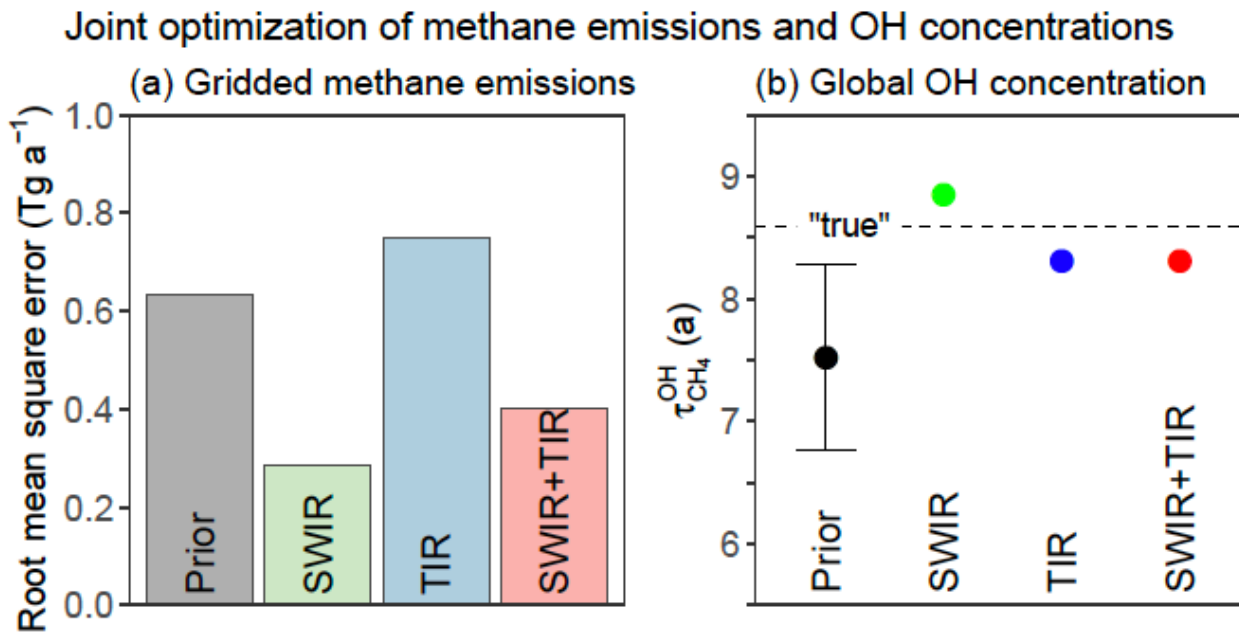 Joint optimization of methane emissions and OH concentrations
(a) Gridded methane emissions
Root mean square error (Tg a⁻¹)
1.0
0.8
0.6
0.4
0.2
0.0
Prior
SWIR
TIR
SWIR+TIR
(b) Global OH concentration
τ^OH_CH₄ (a)
9
8
7
6
"true"
Prior
SWIR
TIR
SWIR+TIR